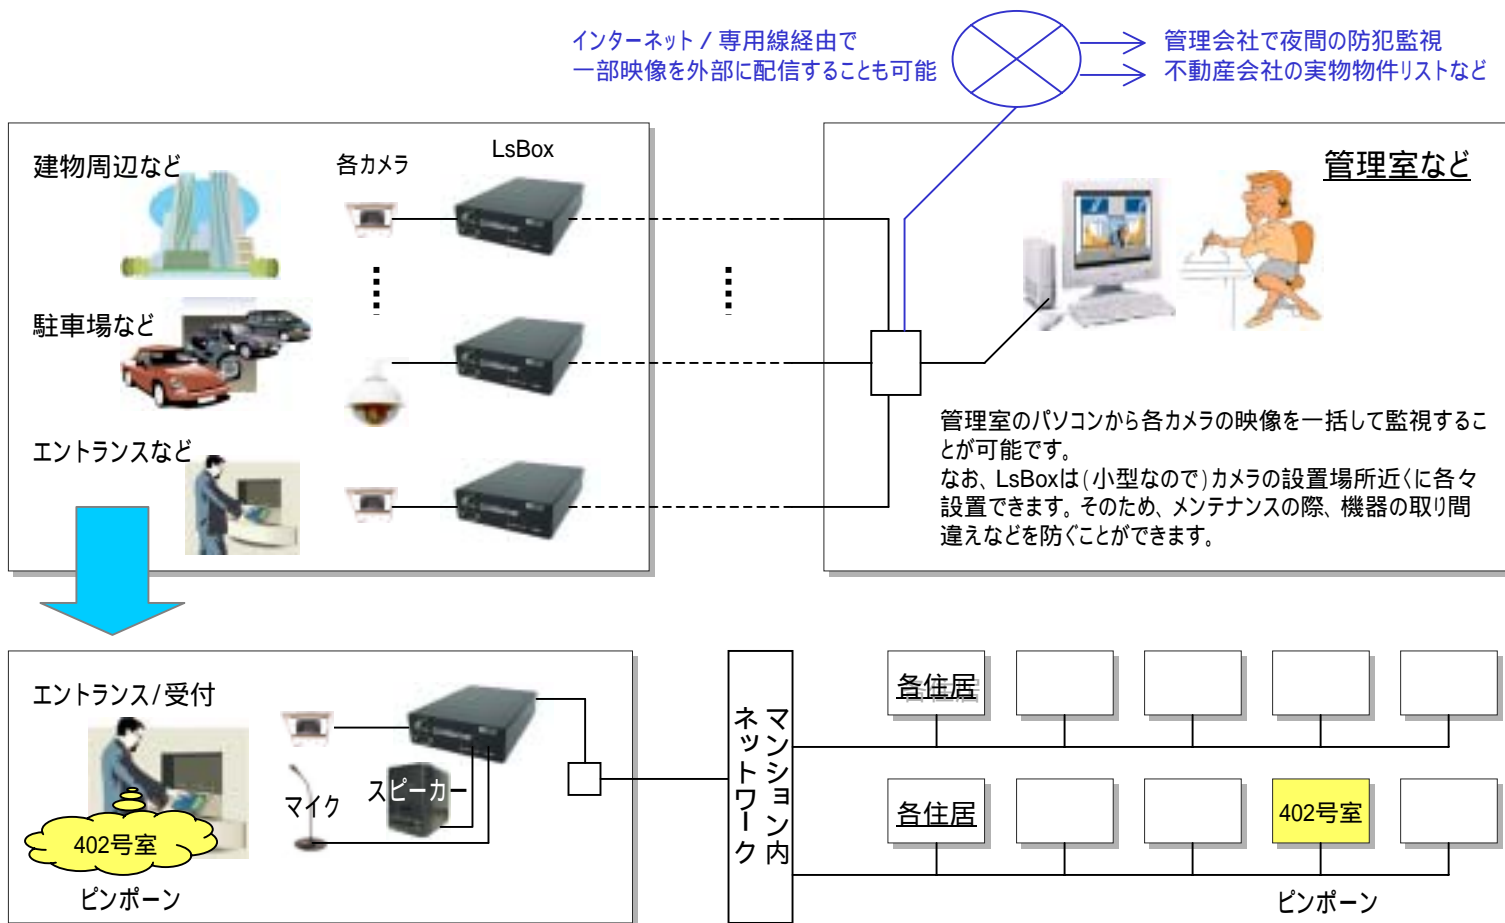 インターネット / 専用線経由で
一部映像を外部に配信することも可能
管理会社で夜間の防犯監視
不動産会社の実物物件リストなど
建物周辺など
各カメラ
LsBox
駐車場など
エントランスなど
管理室など
管理室のパソコンから各カメラの映像を一括して監視するこ
とが可能です。
なお、LsBoxは(小型なので)カメラの設置場所近くに各々
設置できます。そのため、メンテナンスの際、機器の取り間
違えなどを防ぐことができます。
エントランス/受付
マイク
スピーカー
402号室
ピンポーン
マンション内
ネットワーク
各住居
各住居
402号室
ピンポーン